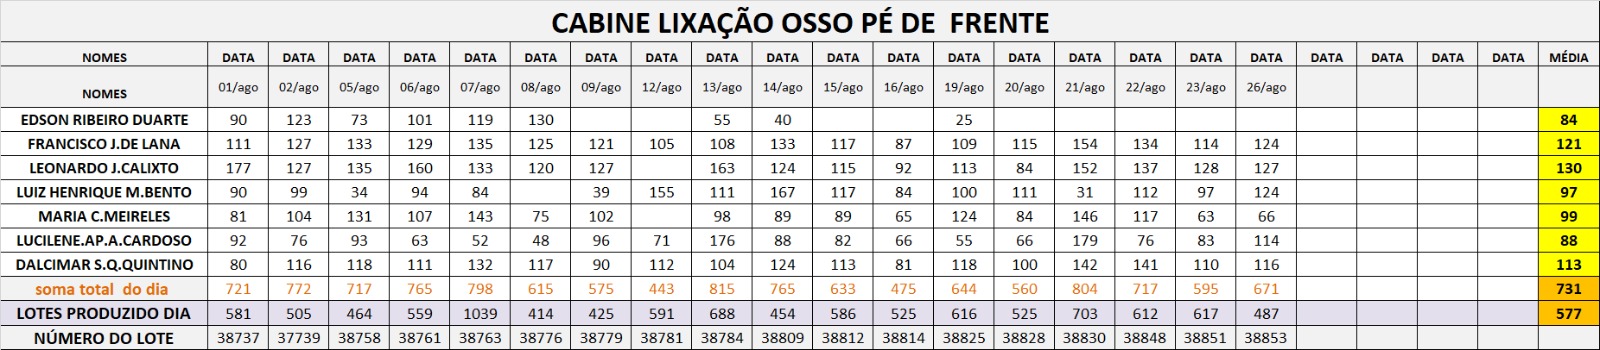 CABINE LIXAÇÃO OSSO PÉ DE FRENTE
NOMES DATA DATA DATA DATA DATA DATA DATA DATA DATA DATA DATA DATA DATA DATA DATA DATA DATA DATA DATA DATA DATA DATA MÉDIA
NOMES 01/ago 02/ago 05/ago 06/ago 07/ago 08/ago 09/ago 12/ago 13/ago 14/ago 15/ago 16/ago 19/ago 20/ago 21/ago 22/ago 23/ago 26/ago
EDSON RIBEIRO DUARTE 90 123 73 101 119 130 55 40 25 84
FRANCISCO J.DE LANA 111 127 133 129 135 125 121 105 108 133 117 87 109 115 154 134 114 124 121
LEONARDO J.CALIXTO 177 127 135 160 133 120 127 163 124 115 92 113 84 152 137 128 127 130
LUIZ HENRIQUE M.BENTO 90 99 34 94 84 39 155 111 167 117 84 100 111 31 112 97 124 97
MARIA C.MEIRELES 81 104 131 107 143 75 102 98 89 89 65 124 84 146 117 63 66 99
LUCILENE.AP.A.CARDOSO 92 76 93 63 52 48 96 71 176 88 82 66 55 66 179 76 83 114 88
DALCIMAR S.Q.QUINTINO 80 116 118 111 132 117 90 112 104 124 113 81 118 100 142 141 110 116 113
soma total do dia 721 772 717 765 798 615 575 443 815 765 633 475 644 560 804 717 595 671 731
LOTES PRODUZIDO DIA 581 505 464 559 1039 414 425 591 688 454 586 525 616 525 703 612 617 487 577
NÚMERO DO LOTE 38737 37739 38758 38761 38763 38776 38779 38781 38784 38809 38812 38814 38825 38828 38830 38848 38851 38853